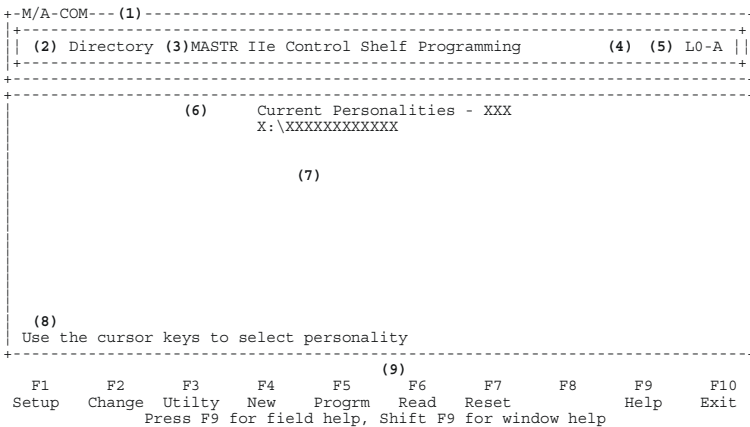 +-M/A-COM---(1)
(2) Directory (3)MASTR IIe Control Shelf Programming (4) (5) L0-A
(6) Current Personalities - XXX
X:\XXXXXXXXXXXX
(7)
(8)
Use the cursor keys to select personality
(9)
F1 F2 F3 F4 F5 F6 F7 F8 F9 F10
Setup Change Utilty New Progrm Read Reset Help Exit
Press F9 for field help, Shift F9 for window help